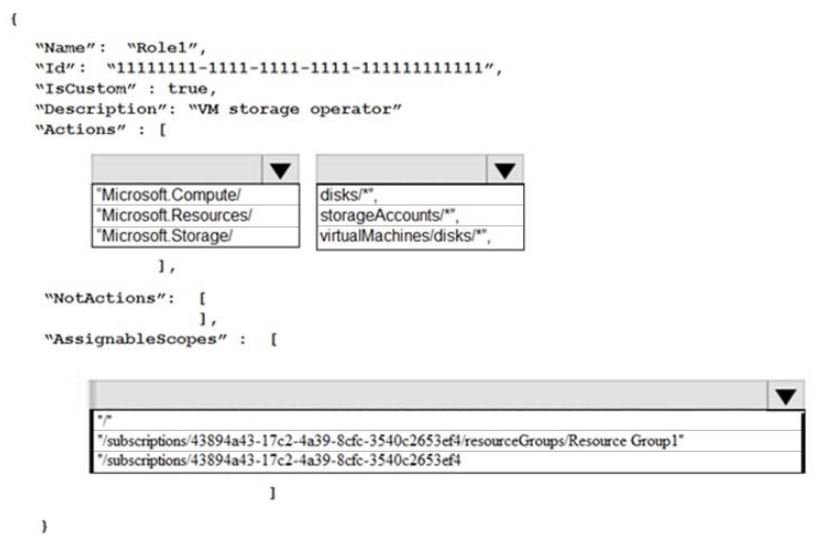 {
“Name”: “Role1”,
“Id”: “11111111-1111-1111-1111-111111111111”,
“IsCustom” : true,
“Description”: “VM storage operator”
“Actions” : [
"Microsoft.Compute/ disks/*",
"Microsoft.Resources/ storageAccounts/*",
"Microsoft.Storage/ virtualMachines/disks/*",
],
“NotActions”: [
],
“AssignableScopes” : [
"/"
"/subscriptions/43894a43-17c2-4a39-8cfc-3540c2653ef4/resourceGroups/Resource Group1"
"/subscriptions/43894a43-17c2-4a39-8cfc-3540c2653ef4
]
}